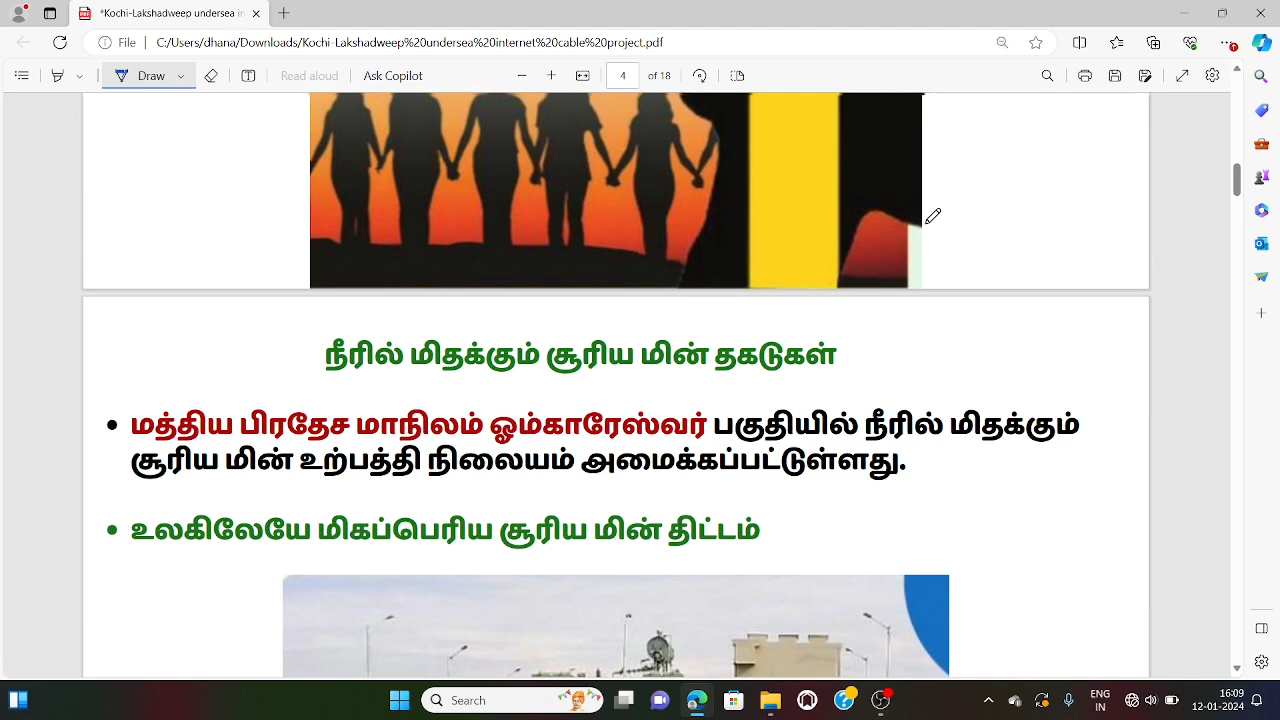 *Kochi-Lakshadweep undersea in
File
C:/Users/dhana/Downloads/Kochi-Lakshadweep%20undersea%20internet%20cable%20project.pdf
Draw
Read aloud
Ask Copilot
4
of 18
நீரில் மிதக்கும் சூரிய மின் தகடுகள்
• மத்திய பிரதேச மாநிலம் ஓம்காரேஸ்வர் பகுதியில் நீரில் மிதக்கும்
சூரிய மின் உற்பத்தி நிலையம் அமைக்கப்பட்டுள்ளது.
• உலகிலேயே மிகப்பெரிய சூரிய மின் திட்டம்
Search
ENG
IN
16:09
12-01-2024